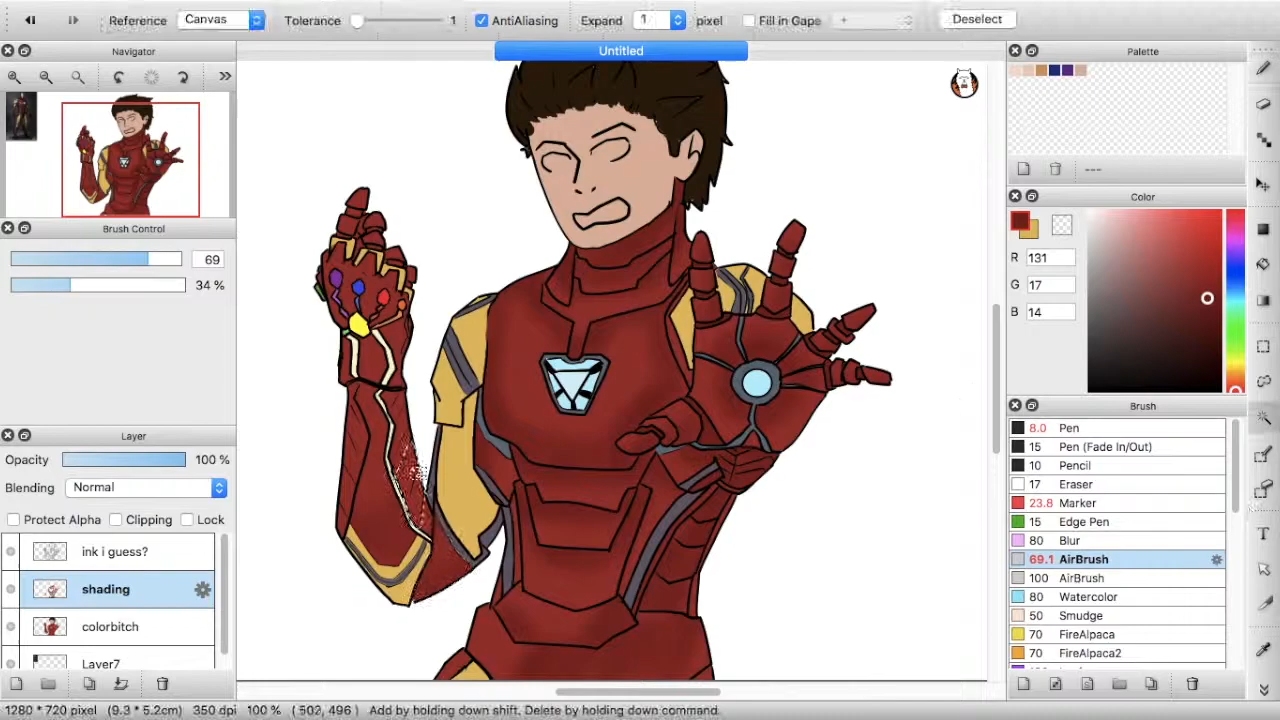 Reference Canvas Tolerance 1 AntiAliasing Expand 1 pixel Fill in Gaps + Deselect
Navigator
Untitled
Palette
---
Color
R 131
G 17
B 14
Brush Control
69
34 %
Layer
Opacity 100 %
Blending Normal
Protect Alpha Clipping Lock
ink i guess?
shading
colorbitch
Layer7
Brush
8.0 Pen
15 Pen (Fade In/Out)
10 Pencil
17 Eraser
23.8 Marker
15 Edge Pen
80 Blur
69.1 AirBrush
100 AirBrush
80 Watercolor
50 Smudge
70 FireAlpaca
70 FireAlpaca2
1280 * 720 pixel (9.3 * 5.2cm) 350 dpi 100 % ( 502, 496 ) Add by holding down shift. Delete by holding down command.